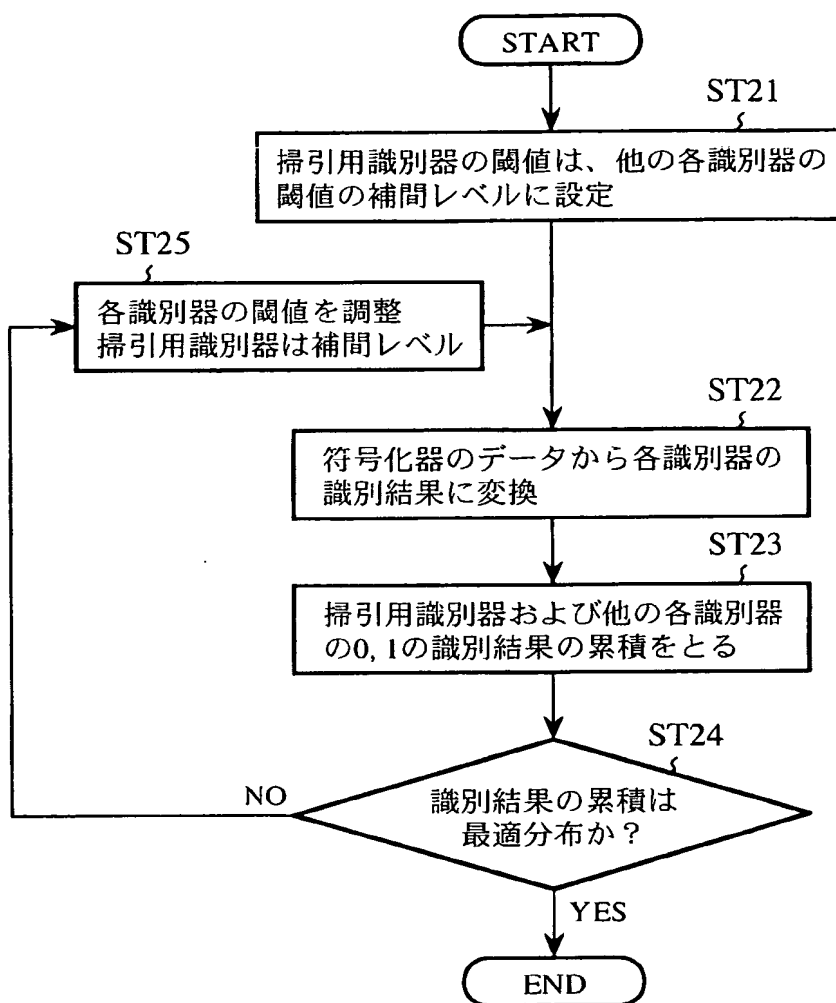 START
ST21
掃引用識別器の閾値は、他の各識別器の
閾値の補間レベルに設定
ST25
各識別器の閾値を調整
掃引用識別器は補間レベル
ST22
符号化器のデータから各識別器の
識別結果に変換
ST23
掃引用識別器および他の各識別器
の0, 1の識別結果の累積をとる
ST24
識別結果の累積は
最適分布か？
NO
YES
END